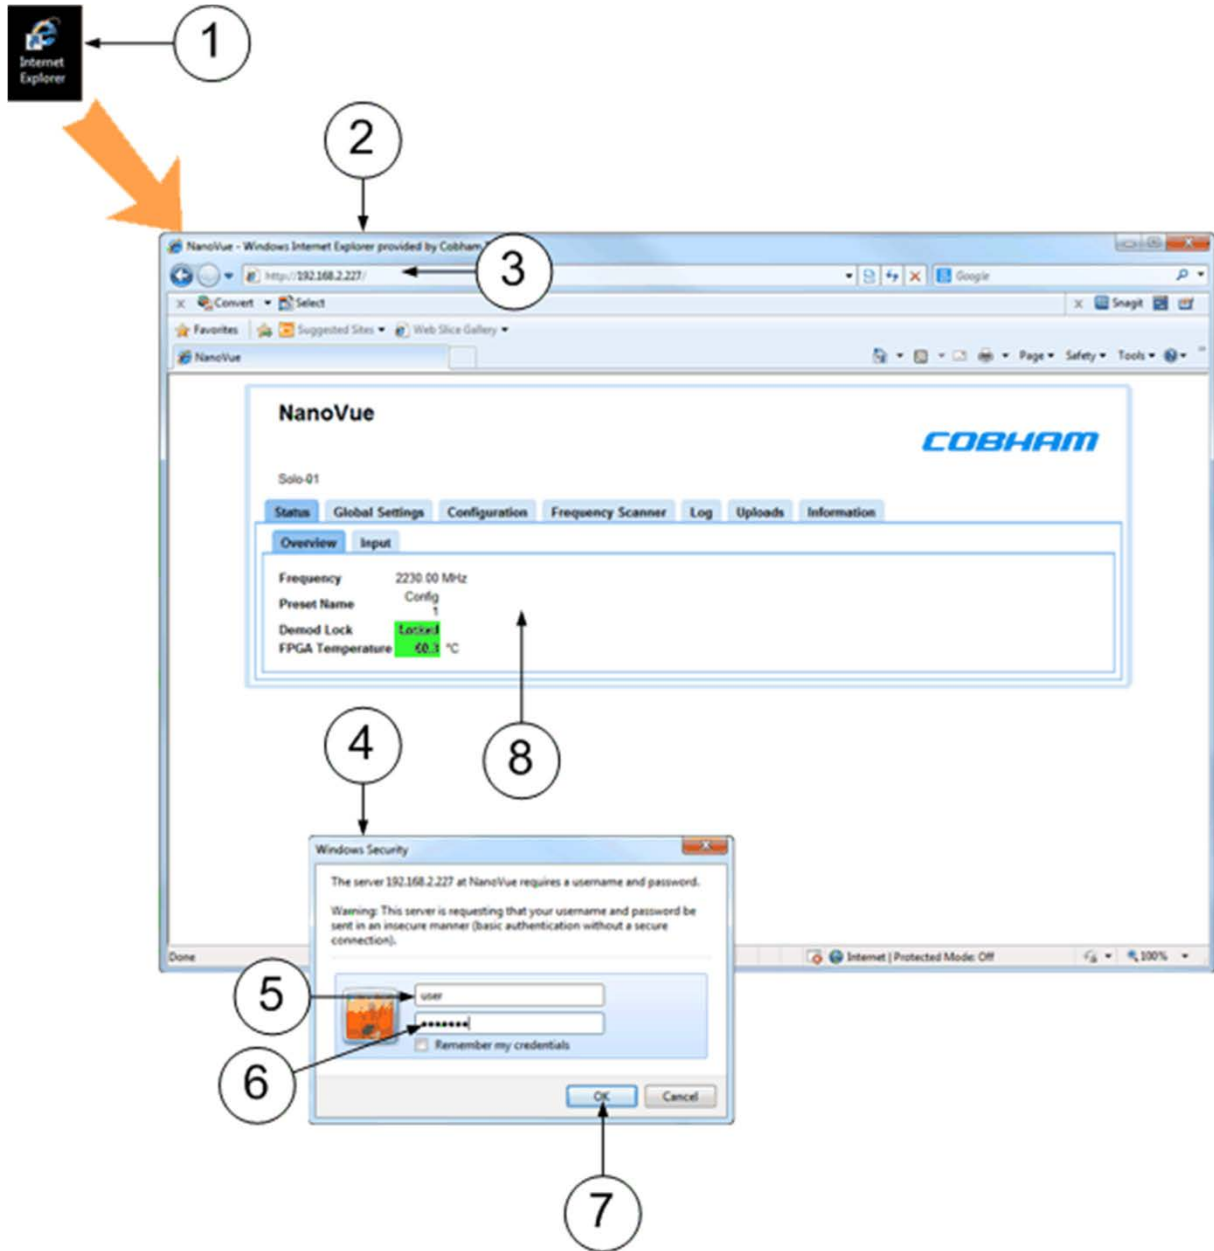 1
Internet
Explorer
2
NanoVue - Windows Internet Explorer provided by Cobham
3
http://192.168.2.227/
Google
x Convert Select
x Snagit
Favorites Suggested Sites Web Slice Gallery
NanoVue
Page Safety Tools
NanoVue
COBHAM
Solo-01
Status Global Settings Configuration Frequency Scanner Log Uploads Information
Overview Input
Frequency 2230.00 MHz
Preset Name Config
1
Demod Lock Locked
FPGA Temperature 60.3 °C
4
8
Windows Security
The server 192.168.2.227 at NanoVue requires a username and password.
Warning: This server is requesting that your username and password be
sent in an insecure manner (basic authentication without a secure
connection).
Done
Internet | Protected Mode: Off
100%
5
user
6
Remember my credentials
OK Cancel
7